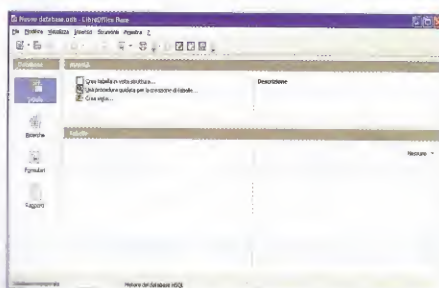 Nuovo database.odb - LibreOffice Base
File Modifica Visualizza Inserisci Strumenti Finestra ?
Database
Attività
Crea tabella in vista struttura...
Usa procedura guidata per la creazione di tabelle...
Crea vista...
Descrizione
Tabelle
Ricerche
Formulari
Rapporti
Tabelle
Nessuno
Motore del database HSQL